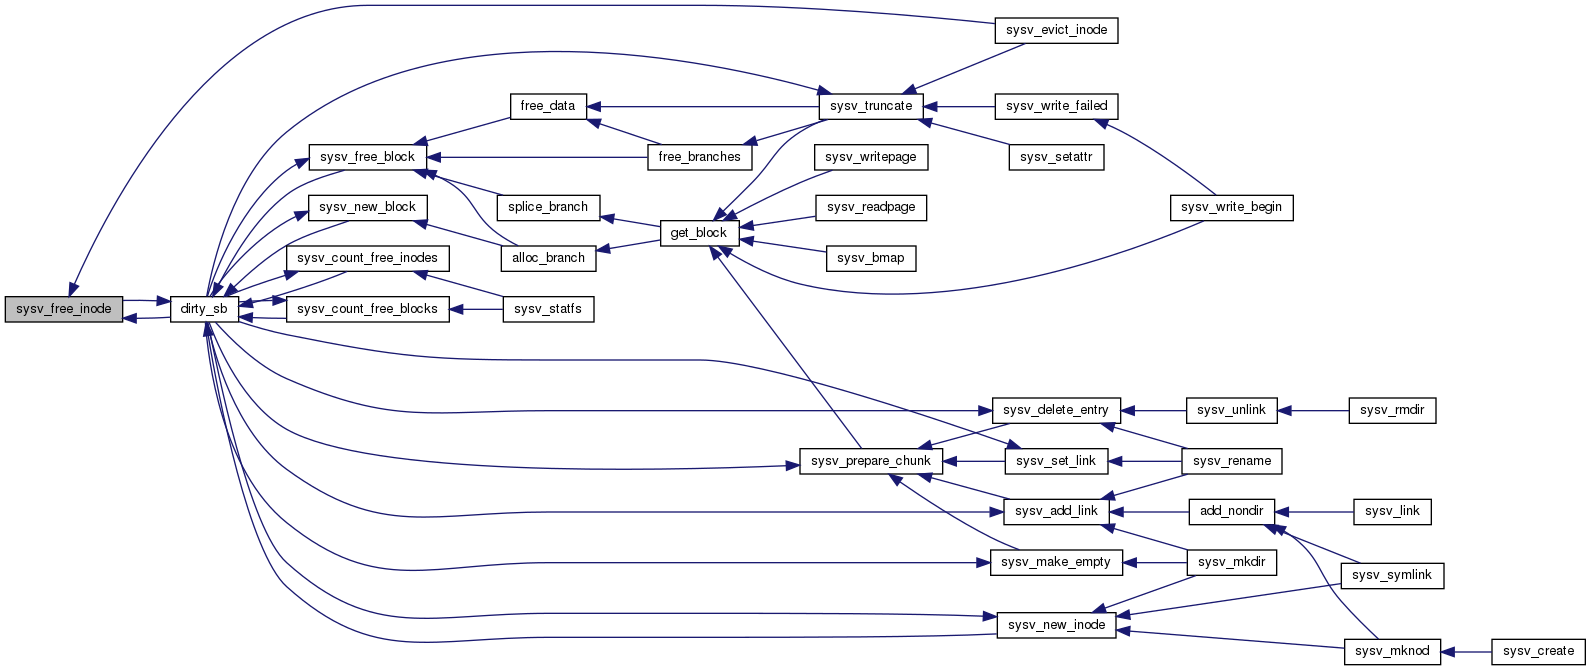 sysv_evict_inode
free_data
sysv_truncate
sysv_write_failed
sysv_free_block
free_branches
sysv_writepage
sysv_setattr
sysv_new_block
splice_branch
sysv_readpage
sysv_write_begin
get_block
sysv_count_free_inodes
alloc_branch
sysv_bmap
sysv_free_inode
dirty_sb
sysv_count_free_blocks
sysv_statfs
sysv_delete_entry
sysv_unlink
sysv_rmdir
sysv_prepare_chunk
sysv_set_link
sysv_rename
sysv_add_link
add_nondir
sysv_link
sysv_make_empty
sysv_mkdir
sysv_symlink
sysv_new_inode
sysv_mknod
sysv_create